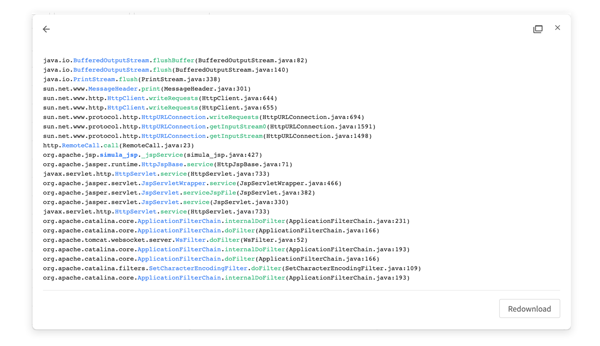 java.io.BufferedOutputStream.flushBuffer(BufferedOutputStream.java:82)
java.io.BufferedOutputStream.flush(BufferedOutputStream.java:140)
java.io.PrintStream.flush(PrintStream.java:338)
sun.net.www.MessageHeader.print(MessageHeader.java:301)
sun.net.www.http.HttpClient.writeRequests(HttpClient.java:644)
sun.net.www.http.HttpClient.writeRequests(HttpClient.java:655)
sun.net.www.protocol.http.HttpURLConnection.writeRequests(HttpURLConnection.java:694)
sun.net.www.protocol.http.HttpURLConnection.getInputStream0(HttpURLConnection.java:1591)
sun.net.www.protocol.http.HttpURLConnection.getInputStream(HttpURLConnection.java:1498)
http.RemoteCall.call(RemoteCall.java:23)
org.apache.jsp.simula_jsp._jspService(simula_jsp.java:427)
org.apache.jasper.runtime.HttpJspBase.service(HttpJspBase.java:71)
javax.servlet.http.HttpServlet.service(HttpServlet.java:733)
org.apache.jasper.servlet.JspServletWrapper.service(JspServletWrapper.java:466)
org.apache.jasper.servlet.JspServlet.serviceJspFile(JspServlet.java:382)
org.apache.jasper.servlet.JspServlet.service(JspServlet.java:330)
javax.servlet.http.HttpServlet.service(HttpServlet.java:733)
org.apache.catalina.core.ApplicationFilterChain.internalDoFilter(ApplicationFilterChain.java:231)
org.apache.catalina.core.ApplicationFilterChain.doFilter(ApplicationFilterChain.java:166)
org.apache.tomcat.websocket.server.WsFilter.doFilter(WsFilter.java:52)
org.apache.catalina.core.ApplicationFilterChain.internalDoFilter(ApplicationFilterChain.java:193)
org.apache.catalina.core.ApplicationFilterChain.doFilter(ApplicationFilterChain.java:166)
org.apache.catalina.filters.SetCharacterEncodingFilter.doFilter(SetCharacterEncodingFilter.java:109)
org.apache.catalina.core.ApplicationFilterChain.internalDoFilter(ApplicationFilterChain.java:193)
Redownload